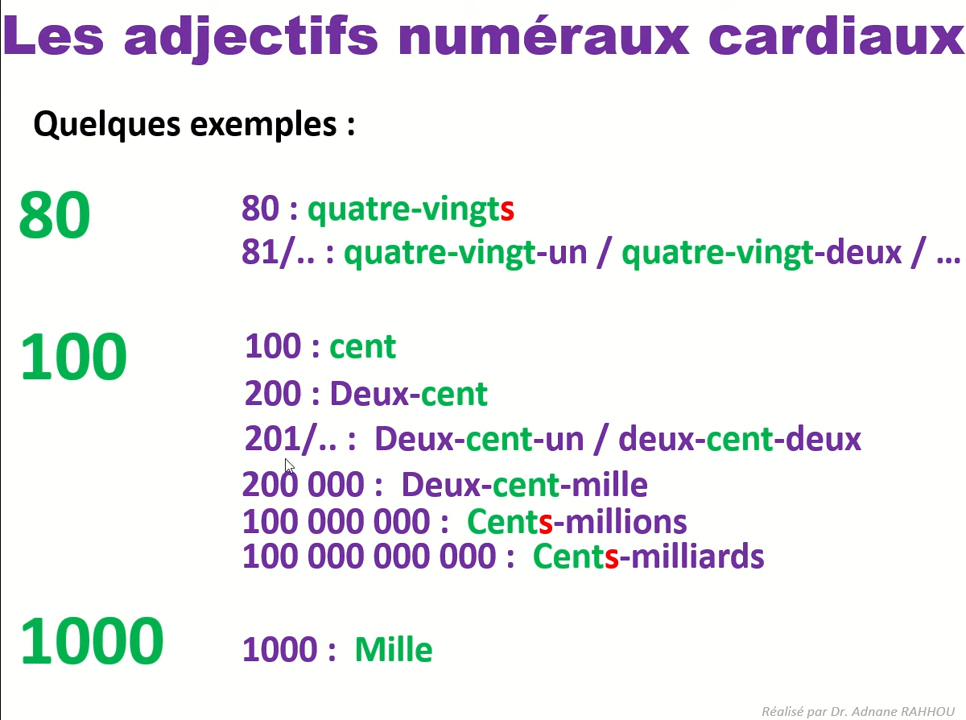 Les adjectifs numéraux cardiaux
Quelques exemples :
80
80 : quatre-vingts
81/.. : quatre-vingt-un / quatre-vingt-deux / ...
100
100 : cent
200 : Deux-cent
201/.. : Deux-cent-un / deux-cent-deux
200 000 : Deux-cent-mille
100 000 000 : Cents-millions
100 000 000 000 : Cents-milliards
1000
1000 : Mille
Réalisé par Dr. Adnane RAHHOU